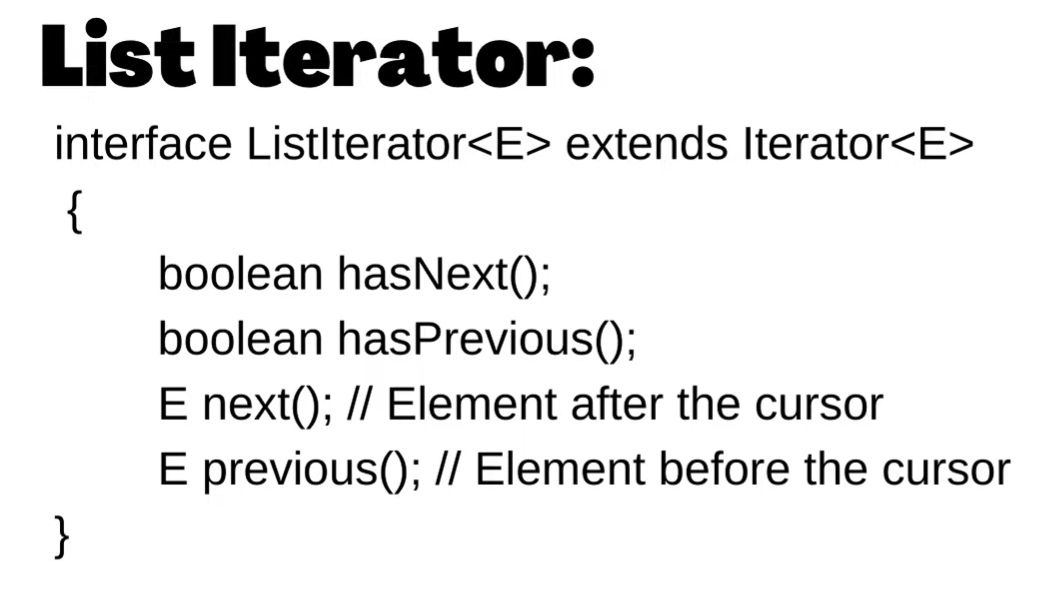 List Iterator:
interface ListIterator<E> extends Iterator<E>
{
boolean hasNext();
boolean hasPrevious();
E next(); // Element after the cursor
E previous(); // Element before the cursor
}